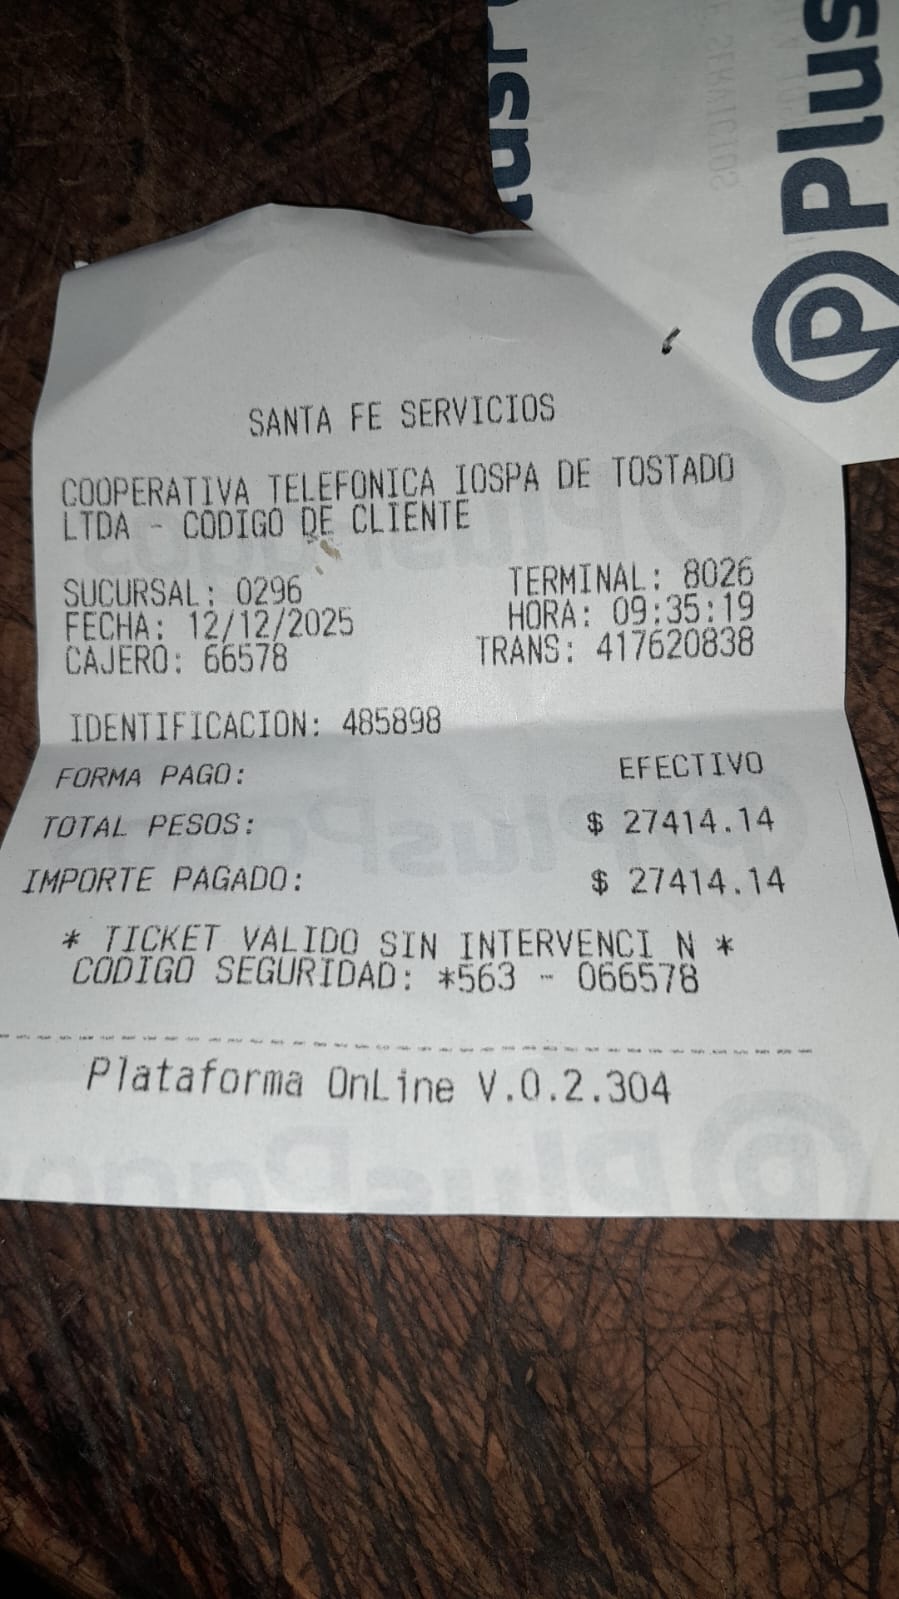 Plus
SANTA FE SERVICIOS
COOPERATIVA TELEFONICA IOSPA DE TOSTADO
LTDA - CODIGO DE CLIENTE
SUCURSAL: 0296 TERMINAL: 8026
FECHA: 12/12/2025 HORA: 09:35:19
CAJERO: 66578 TRANS: 417620838
IDENTIFICACION: 485898
FORMA PAGO: EFECTIVO
TOTAL PESOS: $ 27414.14
IMPORTE PAGADO: $ 27414.14
* TICKET VALIDO SIN INTERVENCI N *
CODIGO SEGURIDAD: *563 - 066578
Plataforma OnLine V.0.2.304